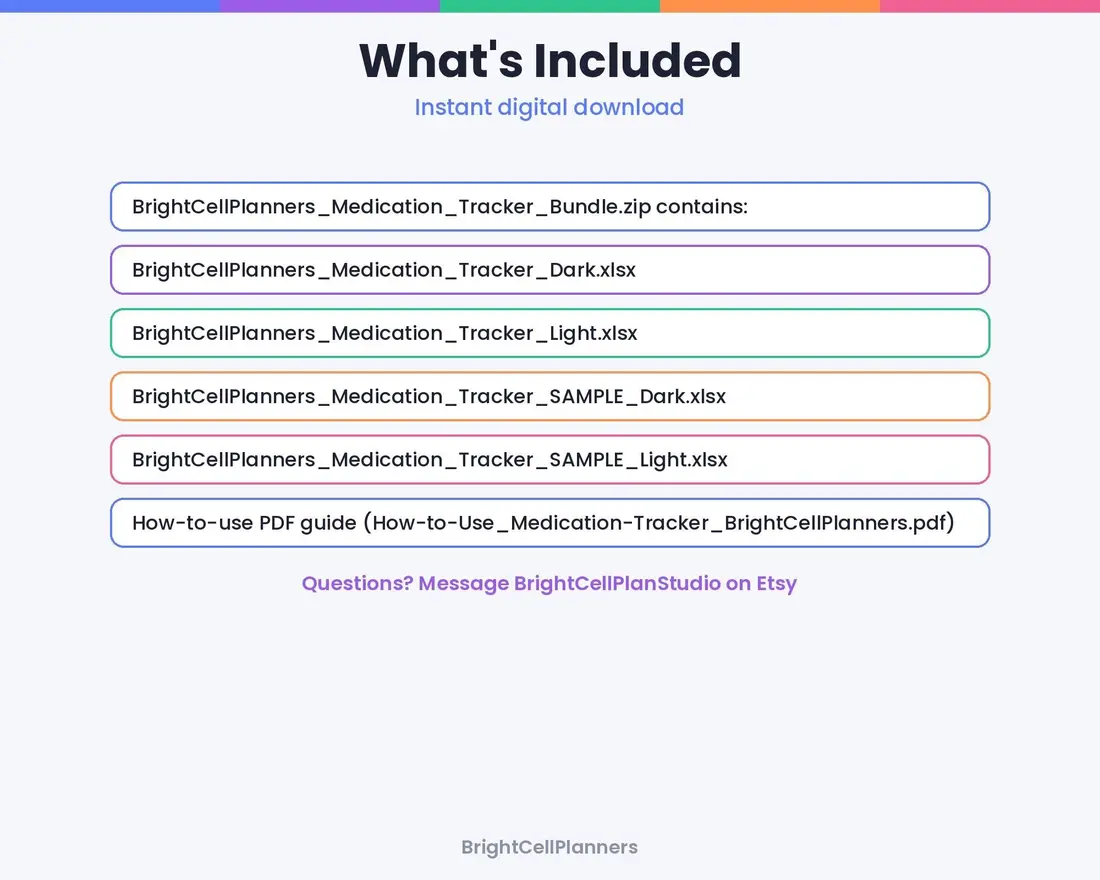 What's Included
Instant digital download
BrightCellPlanners_Medication_Tracker_Bundle.zip contains:
BrightCellPlanners_Medication_Tracker_Dark.xlsx
BrightCellPlanners_Medication_Tracker_Light.xlsx
BrightCellPlanners_Medication_Tracker_SAMPLE_Dark.xlsx
BrightCellPlanners_Medication_Tracker_SAMPLE_Light.xlsx
How-to-use PDF guide (How-to-Use_Medication-Tracker_BrightCellPlanners.pdf)
Questions? Message BrightCellPlanStudio on Etsy
BrightCellPlanners